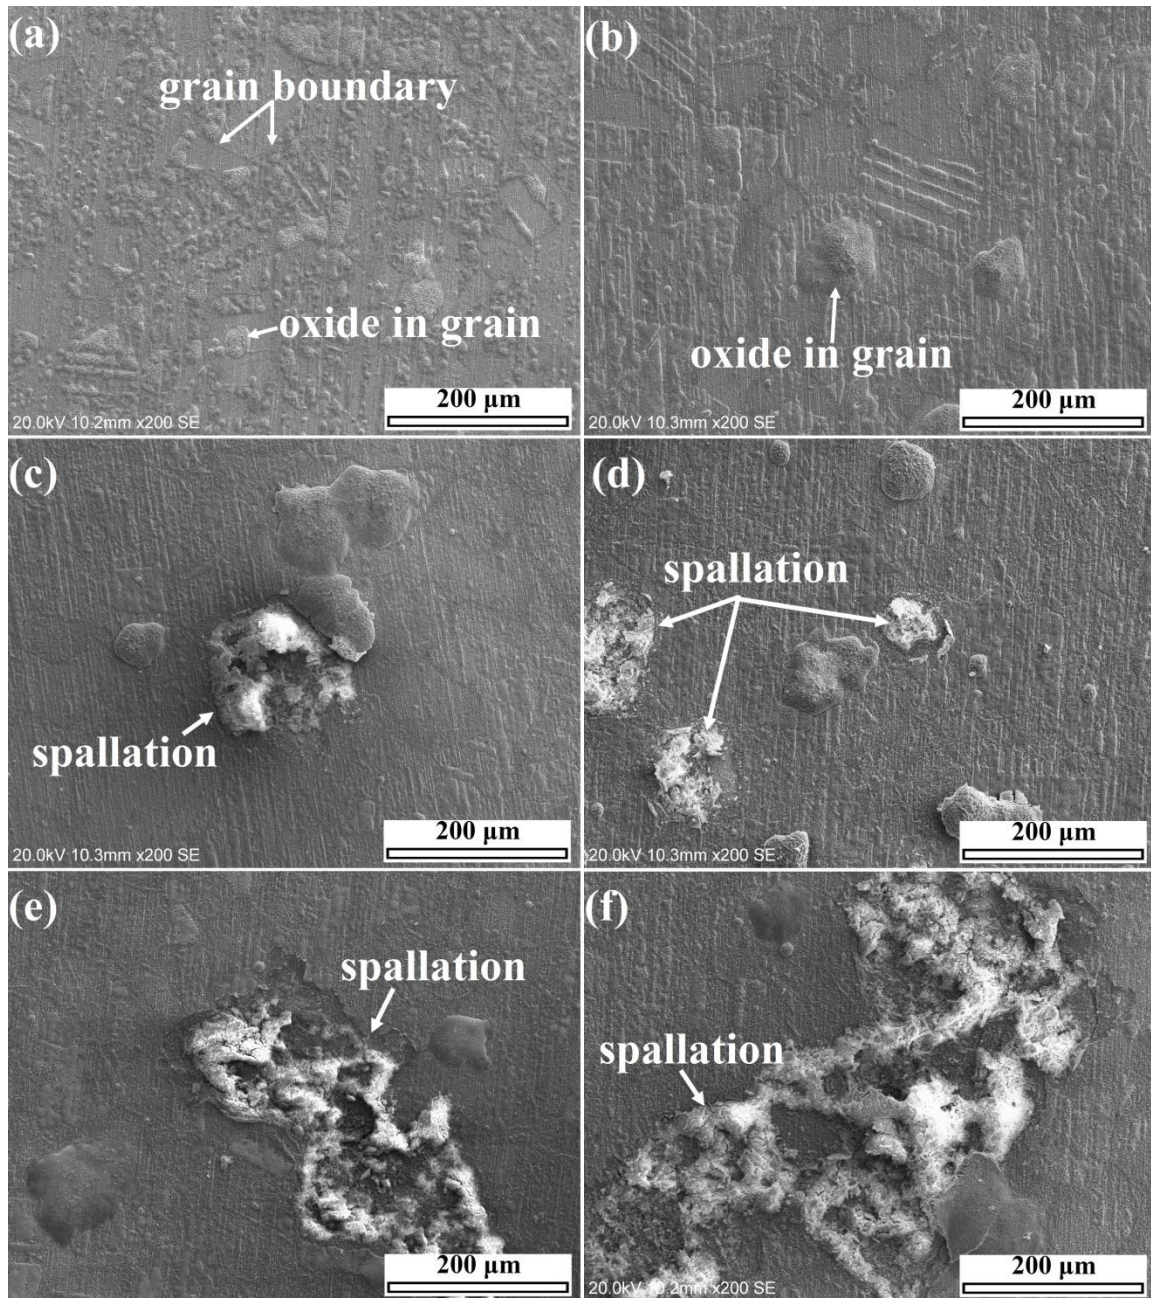 (a)
grain boundary
oxide in grain
200 μm
20.0kV 10.2mm x200 SE
(b)
oxide in grain
200 μm
20.0kV 10.3mm x200 SE
(c)
spallation
200 μm
20.0kV 10.3mm x200 SE
(d)
spallation
200 μm
20.0kV 10.3mm x200 SE
(e)
spallation
200 μm
(f)
spallation
200 μm
20.0kV 10.2mm x200 SE